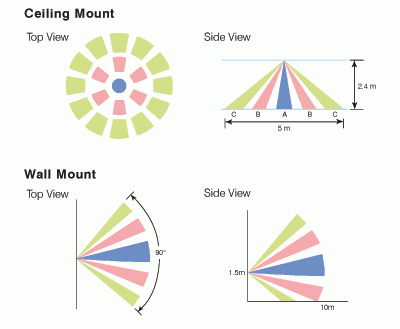 Ceiling Mount
Top View
Side View
2.4 m
C B A B C
5 m
Wall Mount
Top View
Side View
90°
1.5m
10m